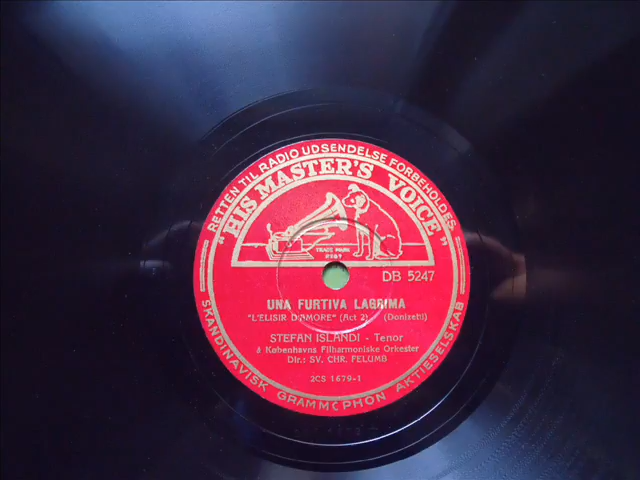 RETTEN TIL RADIO UDSENDELSE FORBEHOLDES
"HIS MASTER'S VOICE"
TRADE MARK
2767
DB 5247
UNA FURTIVA LAGRIMA
"L'ELISIR D'AMORE" (Act 2) (Donizetti)
STEFAN ISLANDI - Tenor
& Københavns Filharmoniske Orkester
Dir.: SV. CHR. FELUMB
2CS 1679-1
SKANDINAVISK GRAMMOPHON AKTIESELSKAB